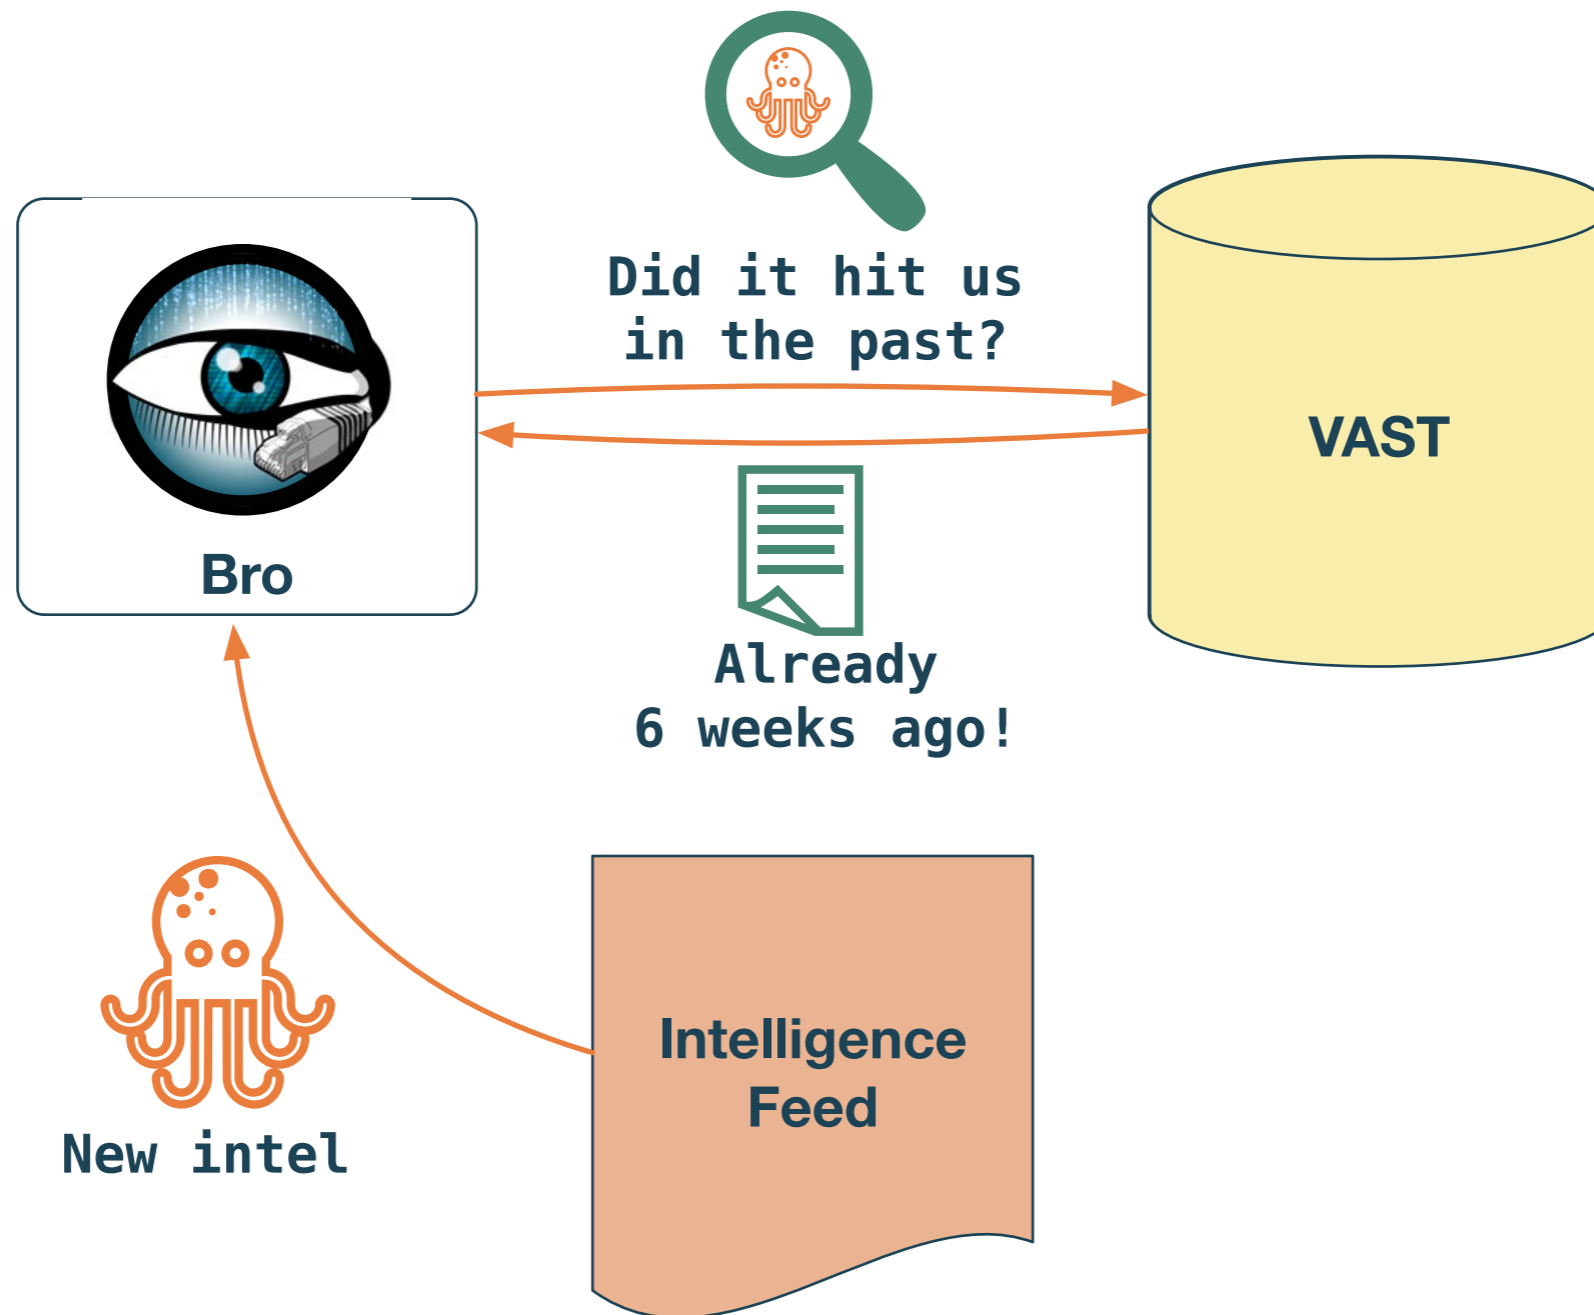 Did it hit us
in the past?
VAST
Bro
Already
6 weeks ago!
Intelligence
Feed
New intel